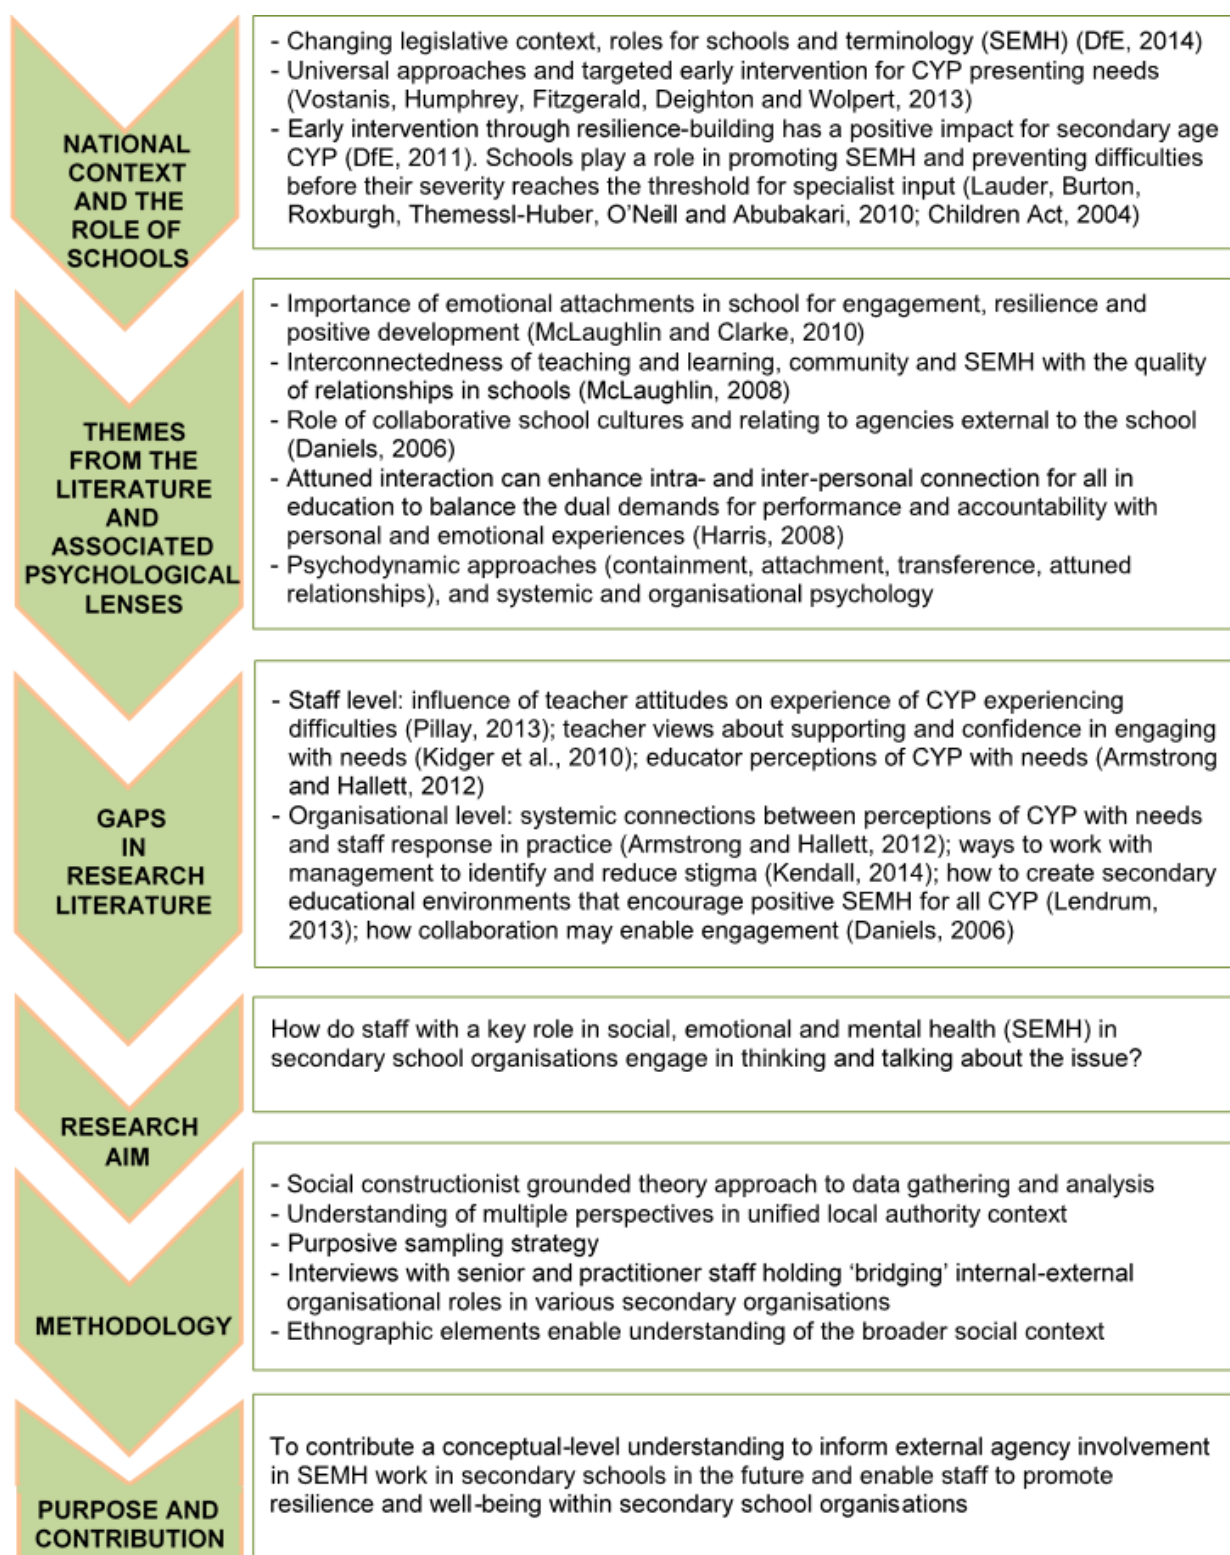 NATIONAL
CONTEXT
AND THE
ROLE OF
SCHOOLS
- Changing legislative context, roles for schools and terminology (SEMH) (DfE, 2014)
- Universal approaches and targeted early intervention for CYP presenting needs
(Vostanis, Humphrey, Fitzgerald, Deighton and Wolpert, 2013)
- Early intervention through resilience-building has a positive impact for secondary age
CYP (DfE, 2011). Schools play a role in promoting SEMH and preventing difficulties
before their severity reaches the threshold for specialist input (Lauder, Burton,
Roxburgh, Themessl-Huber, O'Neill and Abubakari, 2010; Children Act, 2004)
THEMES
FROM THE
LITERATURE
AND
ASSOCIATED
PSYCHOLOGICAL
LENSES
- Importance of emotional attachments in school for engagement, resilience and
positive development (McLaughlin and Clarke, 2010)
- Interconnectedness of teaching and learning, community and SEMH with the quality
of relationships in schools (McLaughlin, 2008)
- Role of collaborative school cultures and relating to agencies external to the school
(Daniels, 2006)
- Attuned interaction can enhance intra- and inter-personal connection for all in
education to balance the dual demands for performance and accountability with
personal and emotional experiences (Harris, 2008)
- Psychodynamic approaches (containment, attachment, transference, attuned
relationships), and systemic and organisational psychology
GAPS
IN
RESEARCH
LITERATURE
- Staff level: influence of teacher attitudes on experience of CYP experiencing
difficulties (Pillay, 2013); teacher views about supporting and confidence in engaging
with needs (Kidger et al., 2010); educator perceptions of CYP with needs (Armstrong
and Hallett, 2012)
- Organisational level: systemic connections between perceptions of CYP with needs
and staff response in practice (Armstrong and Hallett, 2012); ways to work with
management to identify and reduce stigma (Kendall, 2014); how to create secondary
educational environments that encourage positive SEMH for all CYP (Lendrum,
2013); how collaboration may enable engagement (Daniels, 2006)
RESEARCH
AIM
How do staff with a key role in social, emotional and mental health (SEMH) in
secondary school organisations engage in thinking and talking about the issue?
METHODOLOGY
- Social constructionist grounded theory approach to data gathering and analysis
- Understanding of multiple perspectives in unified local authority context
- Purposive sampling strategy
- Interviews with senior and practitioner staff holding 'bridging' internal-external
organisational roles in various secondary organisations
- Ethnographic elements enable understanding of the broader social context
PURPOSE AND
CONTRIBUTION
To contribute a conceptual-level understanding to inform external agency involvement
in SEMH work in secondary schools in the future and enable staff to promote
resilience and well-being within secondary school organisations